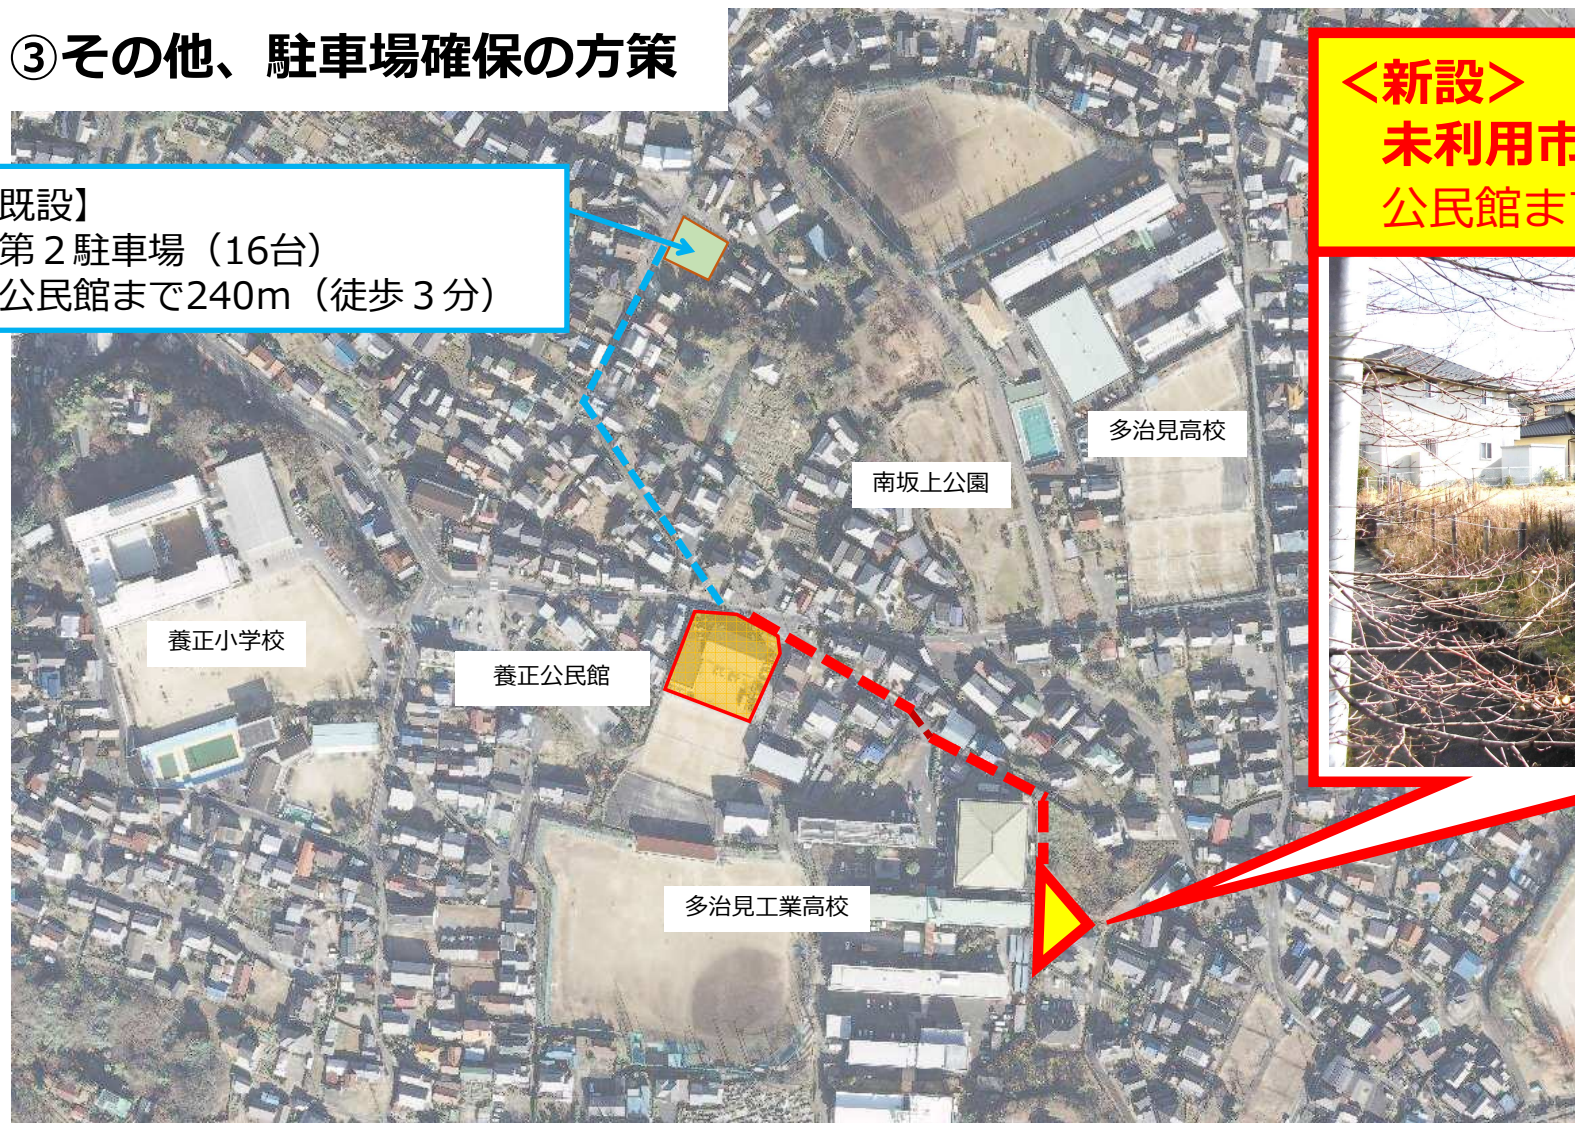 ③その他、駐車場確保の方策
既設】
第２駐車場（16台）
公民館まで240m（徒歩３分）
＜新設＞
未利用市
公民館まで
多治見高校
南坂上公園
養正小学校
養正公民館
多治見工業高校